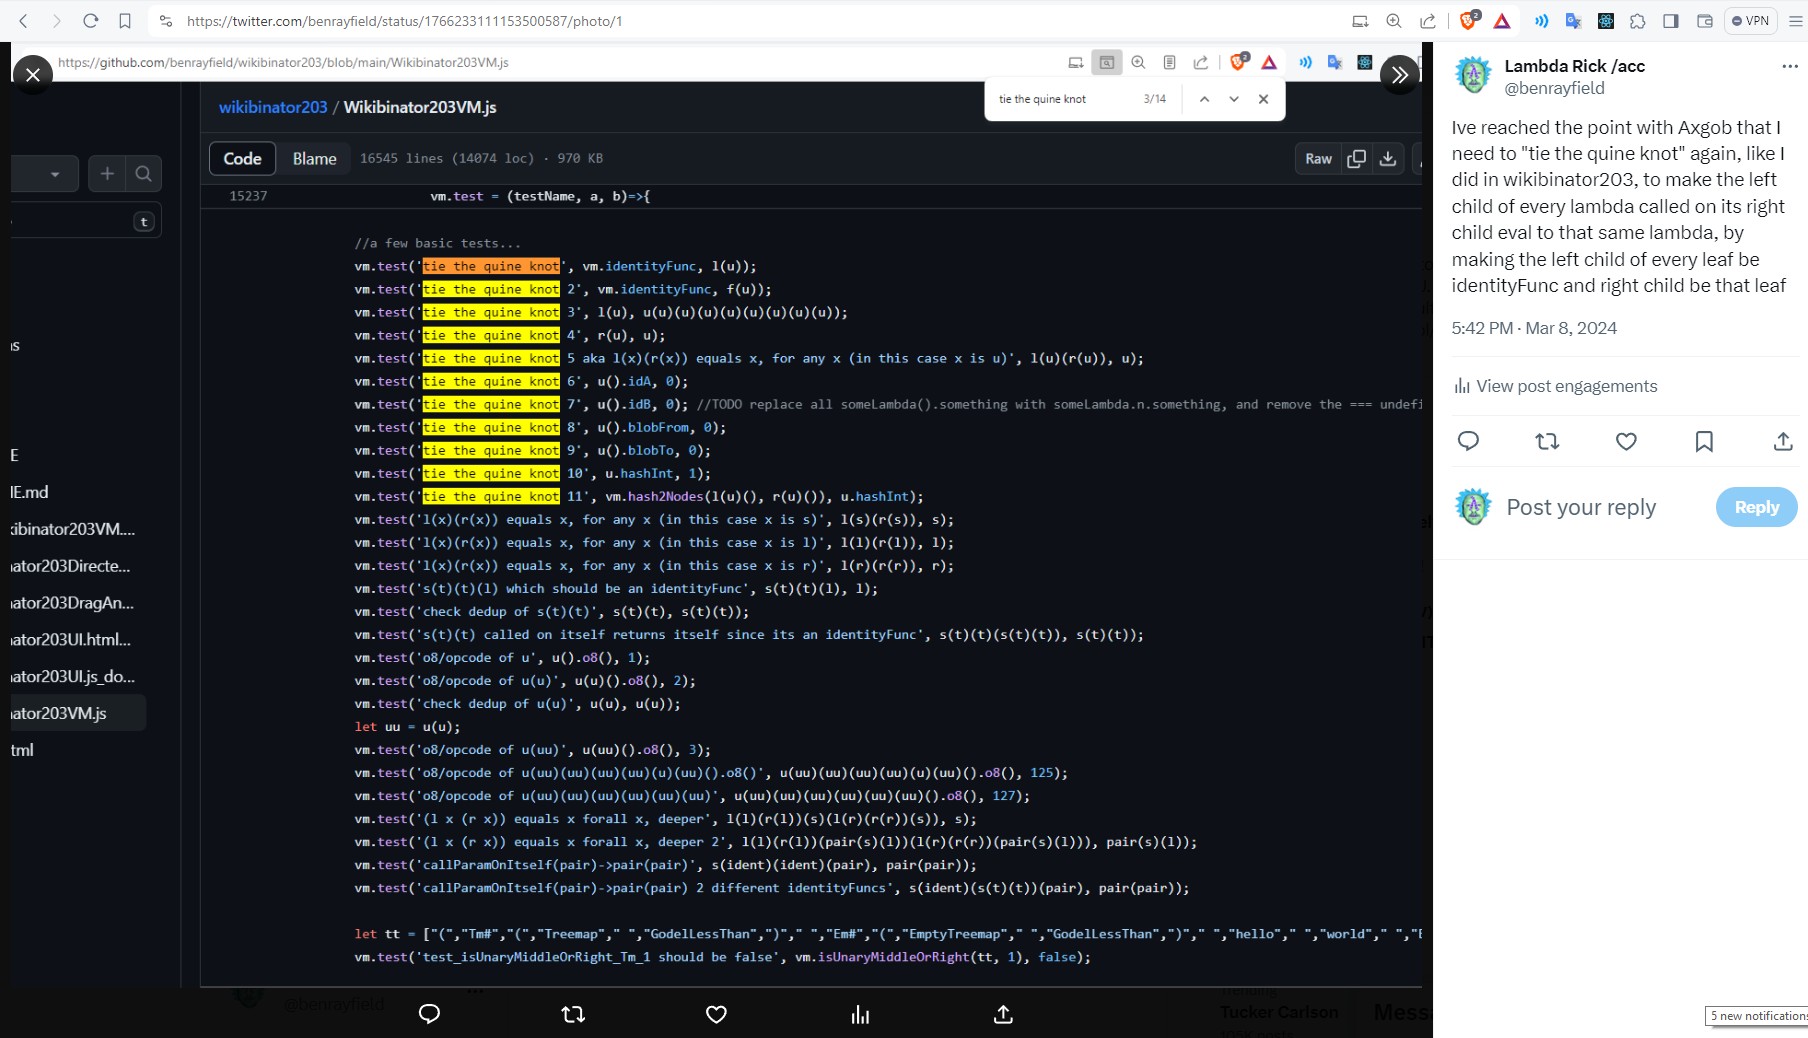 https://twitter.com/benrayfield/status/1766233111153500587/photo/1
2
VPN
https://github.com/benrayfield/wikibinator203/blob/main/Wikibinator203VM.js
2
tie the quine knot 3/14
wikibinator203 / Wikibinator203VM.js
Code Blame 16545 lines (14074 loc) · 970 KB Raw
t
15237 vm.test = (testName, a, b)=>{
//a few basic tests...
vm.test('tie the quine knot', vm.identityFunc, l(u));
vm.test('tie the quine knot 2', vm.identityFunc, f(u));
vm.test('tie the quine knot 3', l(u), u(u)(u)(u)(u)(u)(u)(u)(u));
vm.test('tie the quine knot 4', r(u), u);
vm.test('tie the quine knot 5 aka l(x)(r(x)) equals x, for any x (in this case x is u)', l(u)(r(u)), u);
vm.test('tie the quine knot 6', u().idA, 0);
vm.test('tie the quine knot 7', u().idB, 0); //TODO replace all someLambda().something with someLambda.n.something, and remove the === undefi
vm.test('tie the quine knot 8', u().blobFrom, 0);
vm.test('tie the quine knot 9', u().blobTo, 0);
vm.test('tie the quine knot 10', u.hashInt, 1);
vm.test('tie the quine knot 11', vm.hash2Nodes(l(u)(), r(u)()), u.hashInt);
vm.test('l(x)(r(x)) equals x, for any x (in this case x is s)', l(s)(r(s)), s);
vm.test('l(x)(r(x)) equals x, for any x (in this case x is l)', l(l)(r(l)), l);
vm.test('l(x)(r(x)) equals x, for any x (in this case x is r)', l(r)(r(r)), r);
vm.test('s(t)(t)(l) which should be an identityFunc', s(t)(t)(l), l);
vm.test('check dedup of s(t)(t)', s(t)(t), s(t)(t));
vm.test('s(t)(t) called on itself returns itself since its an identityFunc', s(t)(t)(s(t)(t)), s(t)(t));
vm.test('o8/opcode of u', u().o8(), 1);
vm.test('o8/opcode of u(u)', u(u)().o8(), 2);
vm.test('check dedup of u(u)', u(u), u(u));
let uu = u(u);
vm.test('o8/opcode of u(uu)', u(uu)().o8(), 3);
vm.test('o8/opcode of u(uu)(uu)(uu)(uu)(u)(uu)().o8()', u(uu)(uu)(uu)(uu)(u)(uu)().o8(), 125);
vm.test('o8/opcode of u(uu)(uu)(uu)(uu)(uu)(uu)', u(uu)(uu)(uu)(uu)(uu)(uu)().o8(), 127);
vm.test('(l x (r x)) equals x forall x, deeper', l(l)(r(l))(s)(l(r)(r(r))(s)), s);
vm.test('(l x (r x)) equals x forall x, deeper 2', l(l)(r(l))(pair(s)(l))(l(r)(r(r))(pair(s)(l))), pair(s)(l));
vm.test('callParamOnItself(pair)->pair(pair)', s(ident)(ident)(pair), pair(pair));
vm.test('callParamOnItself(pair)->pair(pair) 2 different identityFuncs', s(ident)(s(t)(t))(pair), pair(pair));
let tt = ["(","Tm#","(","Treemap"," ","GodelLessThan",")"," ","Em#","(","EmptyTreemap"," ","GodelLessThan",")"," ","hello"," ","world"," ","E
vm.test('test_isUnaryMiddleOrRight_Tm_1 should be false', vm.isUnaryMiddleOrRight(tt, 1), false);
ns
E
IE.md
kibinator203VM....
nator203Directe...
nator203DragAn...
nator203UI.html...
nator203UI.js_do...
nator203VM.js
tml
@benrayfield
Trending
Tucker Carlson
105K posts
Mess
Lambda Rick /acc
@benrayfield
Ive reached the point with Axgob that I
need to "tie the quine knot" again, like I
did in wikibinator203, to make the left
child of every lambda called on its right
child eval to that same lambda, by
making the left child of every leaf be
identityFunc and right child be that leaf
5:42 PM · Mar 8, 2024
View post engagements
Post your reply
Reply
5 new notifications